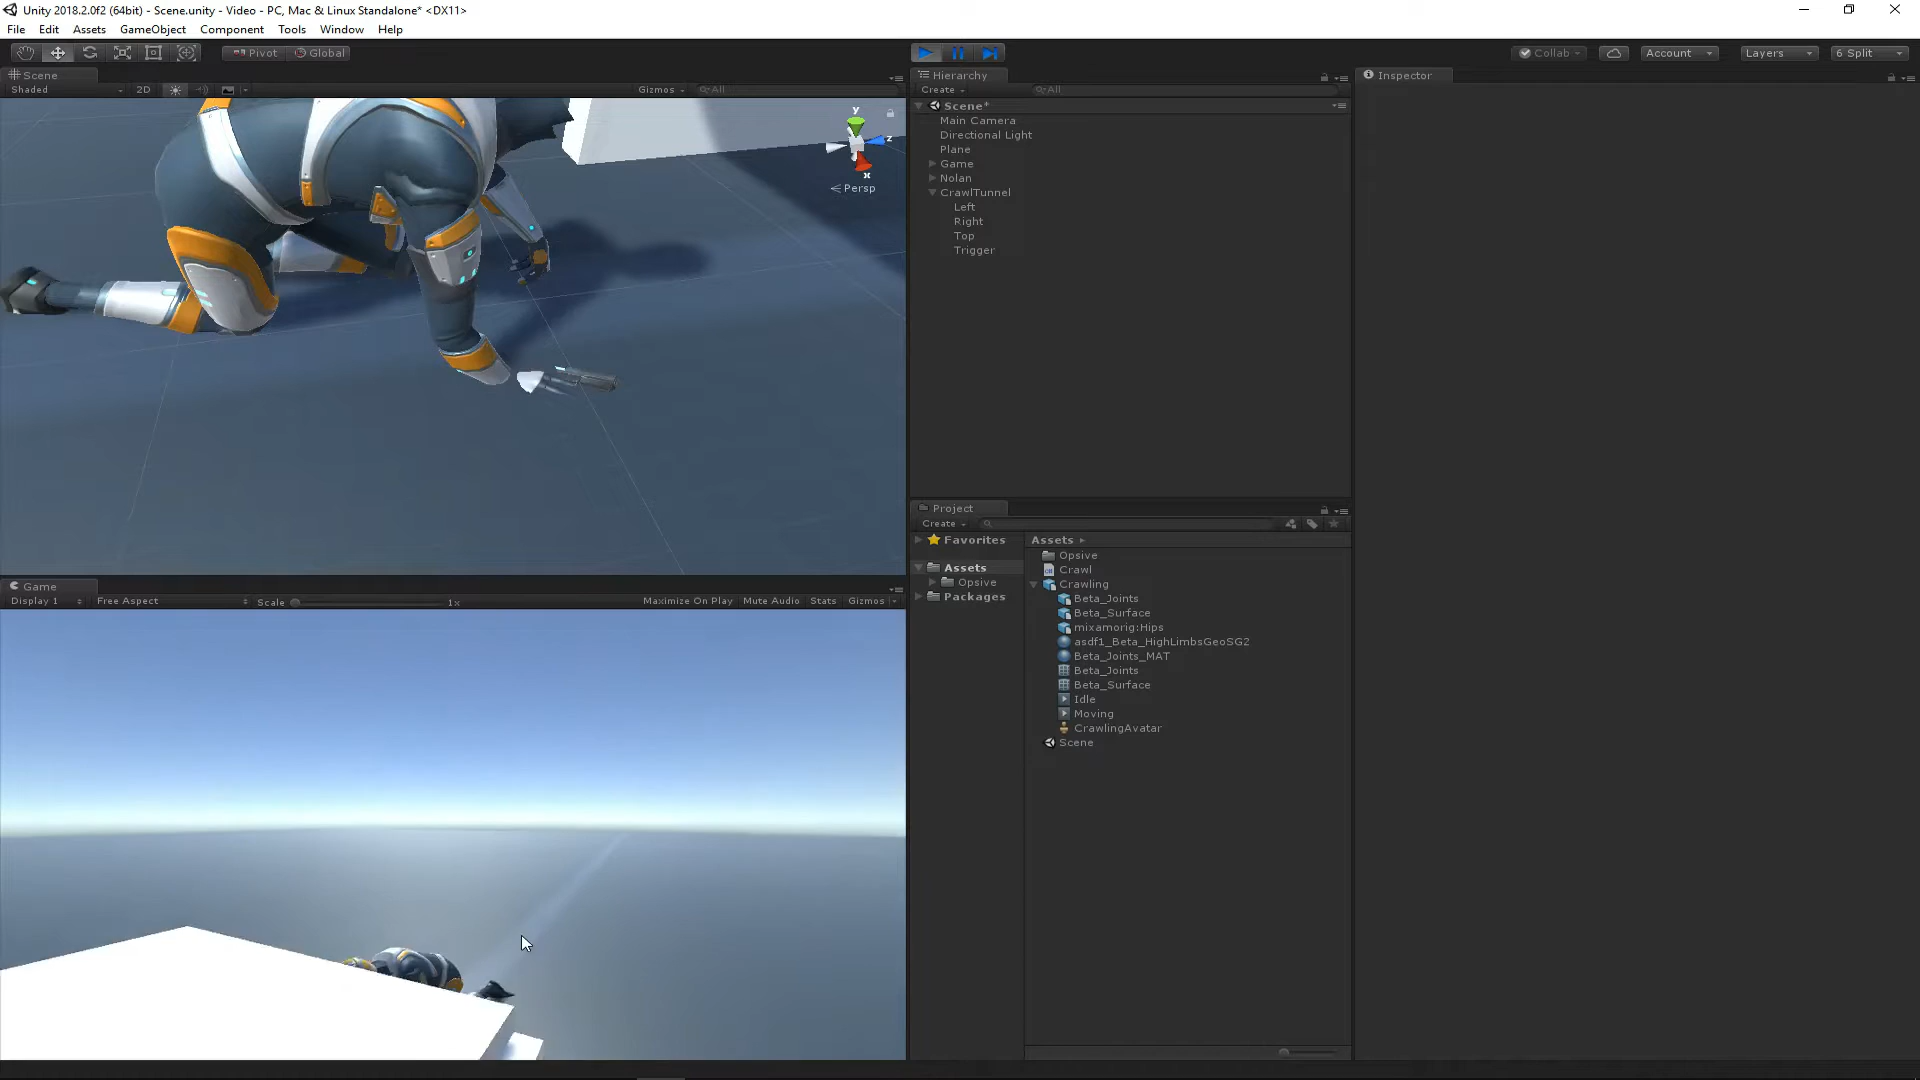 Unity 2018.2.0f2 (64bit) - Scene.unity - Video - PC, Mac & Linux Standalone* <DX11>
File Edit Assets GameObject Component Tools Window Help
Pivot Global Collab Account Layers 6 Split
Scene
Shaded 2D Gizmos All
y
z
x
Persp
Game
Display 1 Free Aspect Scale 1x Maximize On Play Mute Audio Stats Gizmos
Hierarchy
Create All
Scene*
Main Camera
Directional Light
Plane
Game
Nolan
CrawlTunnel
Left
Right
Top
Trigger
Project
Create
Favorites
Assets
Opsive
Packages
Assets
Opsive
Crawl
Crawling
Beta_Joints
Beta_Surface
mixamorig:Hips
asdf1_Beta_HighLimbsGeoSG2
Beta_Joints_MAT
Beta_Joints
Beta_Surface
Idle
Moving
CrawlingAvatar
Scene
Inspector